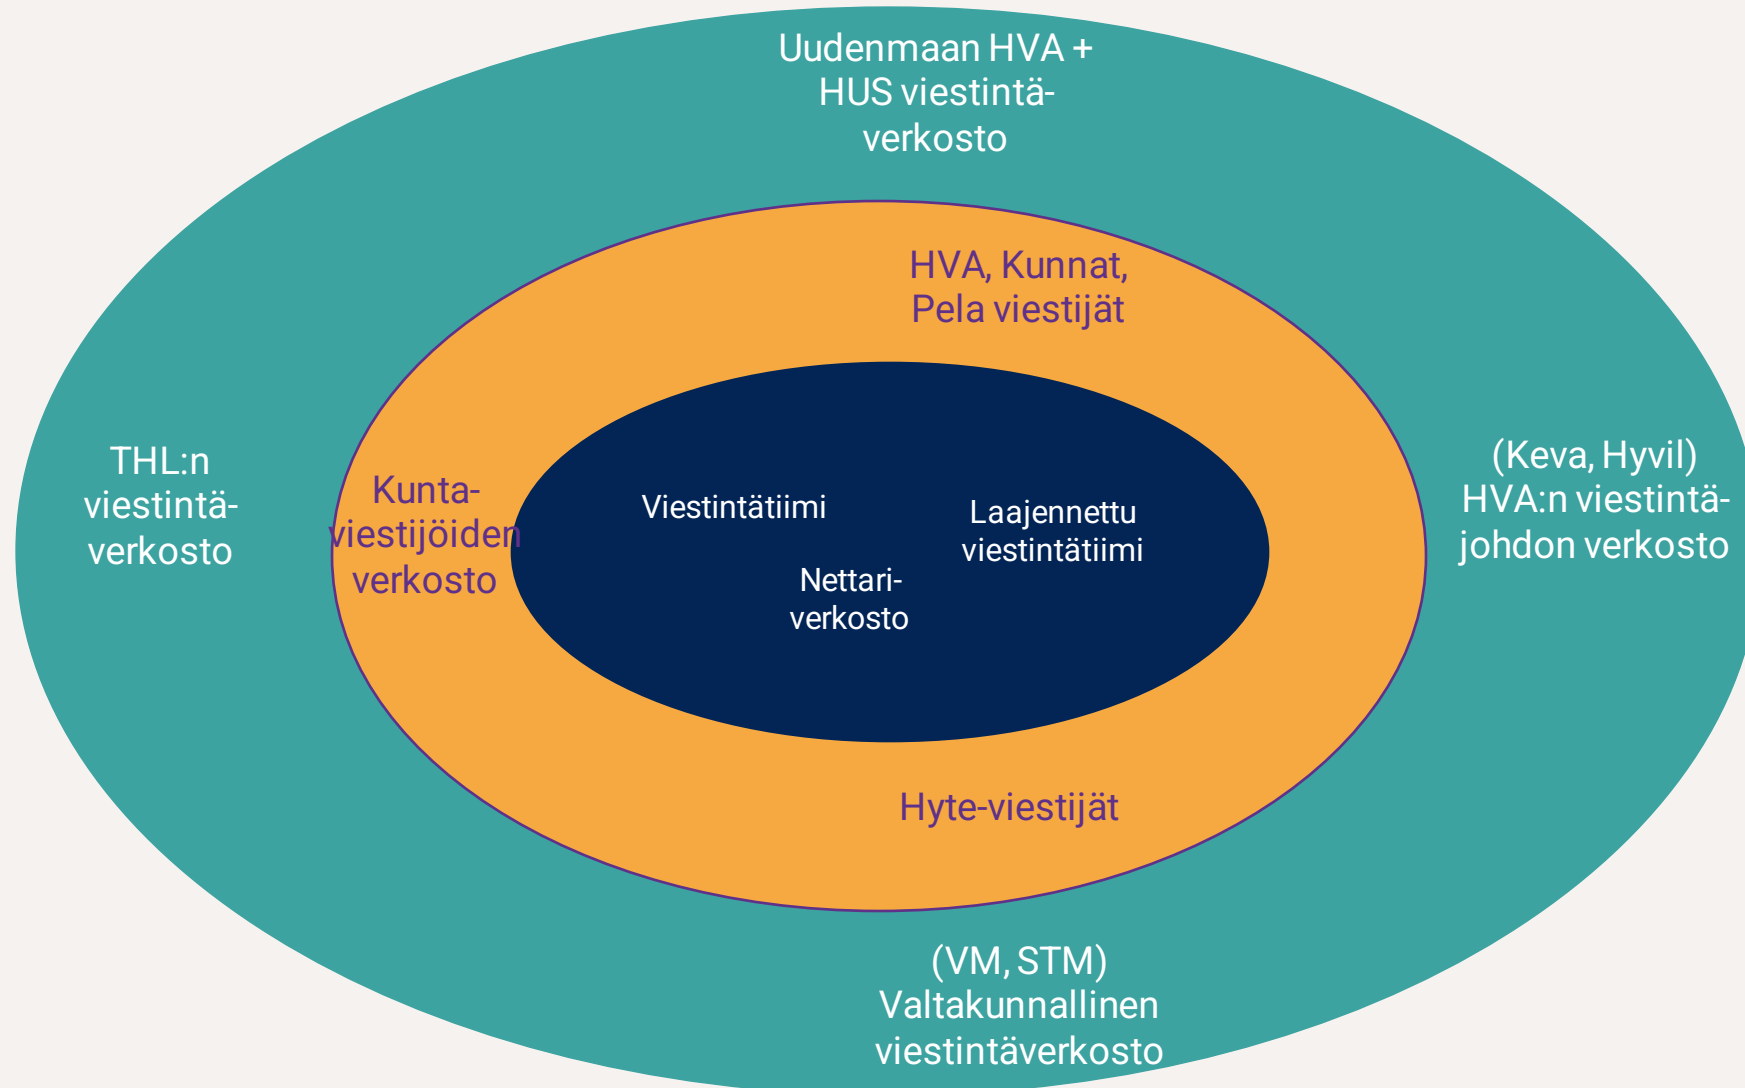 Uudenmaan HVA +
HUS viestintä-
verkosto
HVA, Kunnat,
Pela viestijät
THL:n
viestintä-
verkosto
Kunta-
viestijöiden
verkosto
Viestintätiimi
Laajennettu
viestintätiimi
Nettari-
verkosto
(Keva, Hyvil)
HVA:n viestintä-
johdon verkosto
Hyte-viestijät
(VM, STM)
Valtakunnallinen
viestintäverkosto